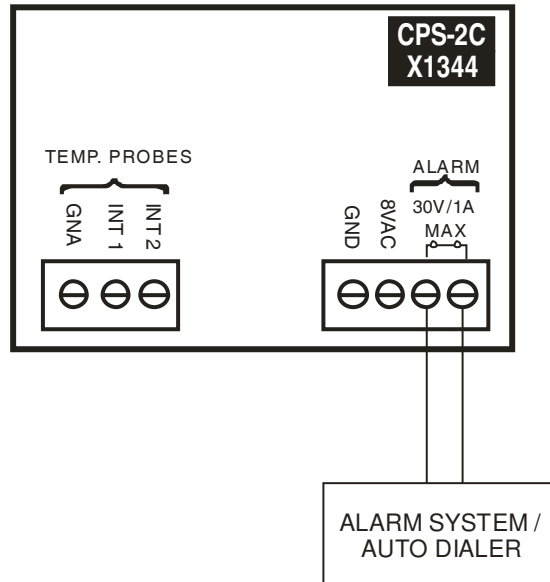 CPS-2C
X1344
TEMP. PROBES
GNA
INT 1
INT 2
ALARM
GND
8VAC
30V/1A
MAX
ALARM SYSTEM /
AUTO DIALER